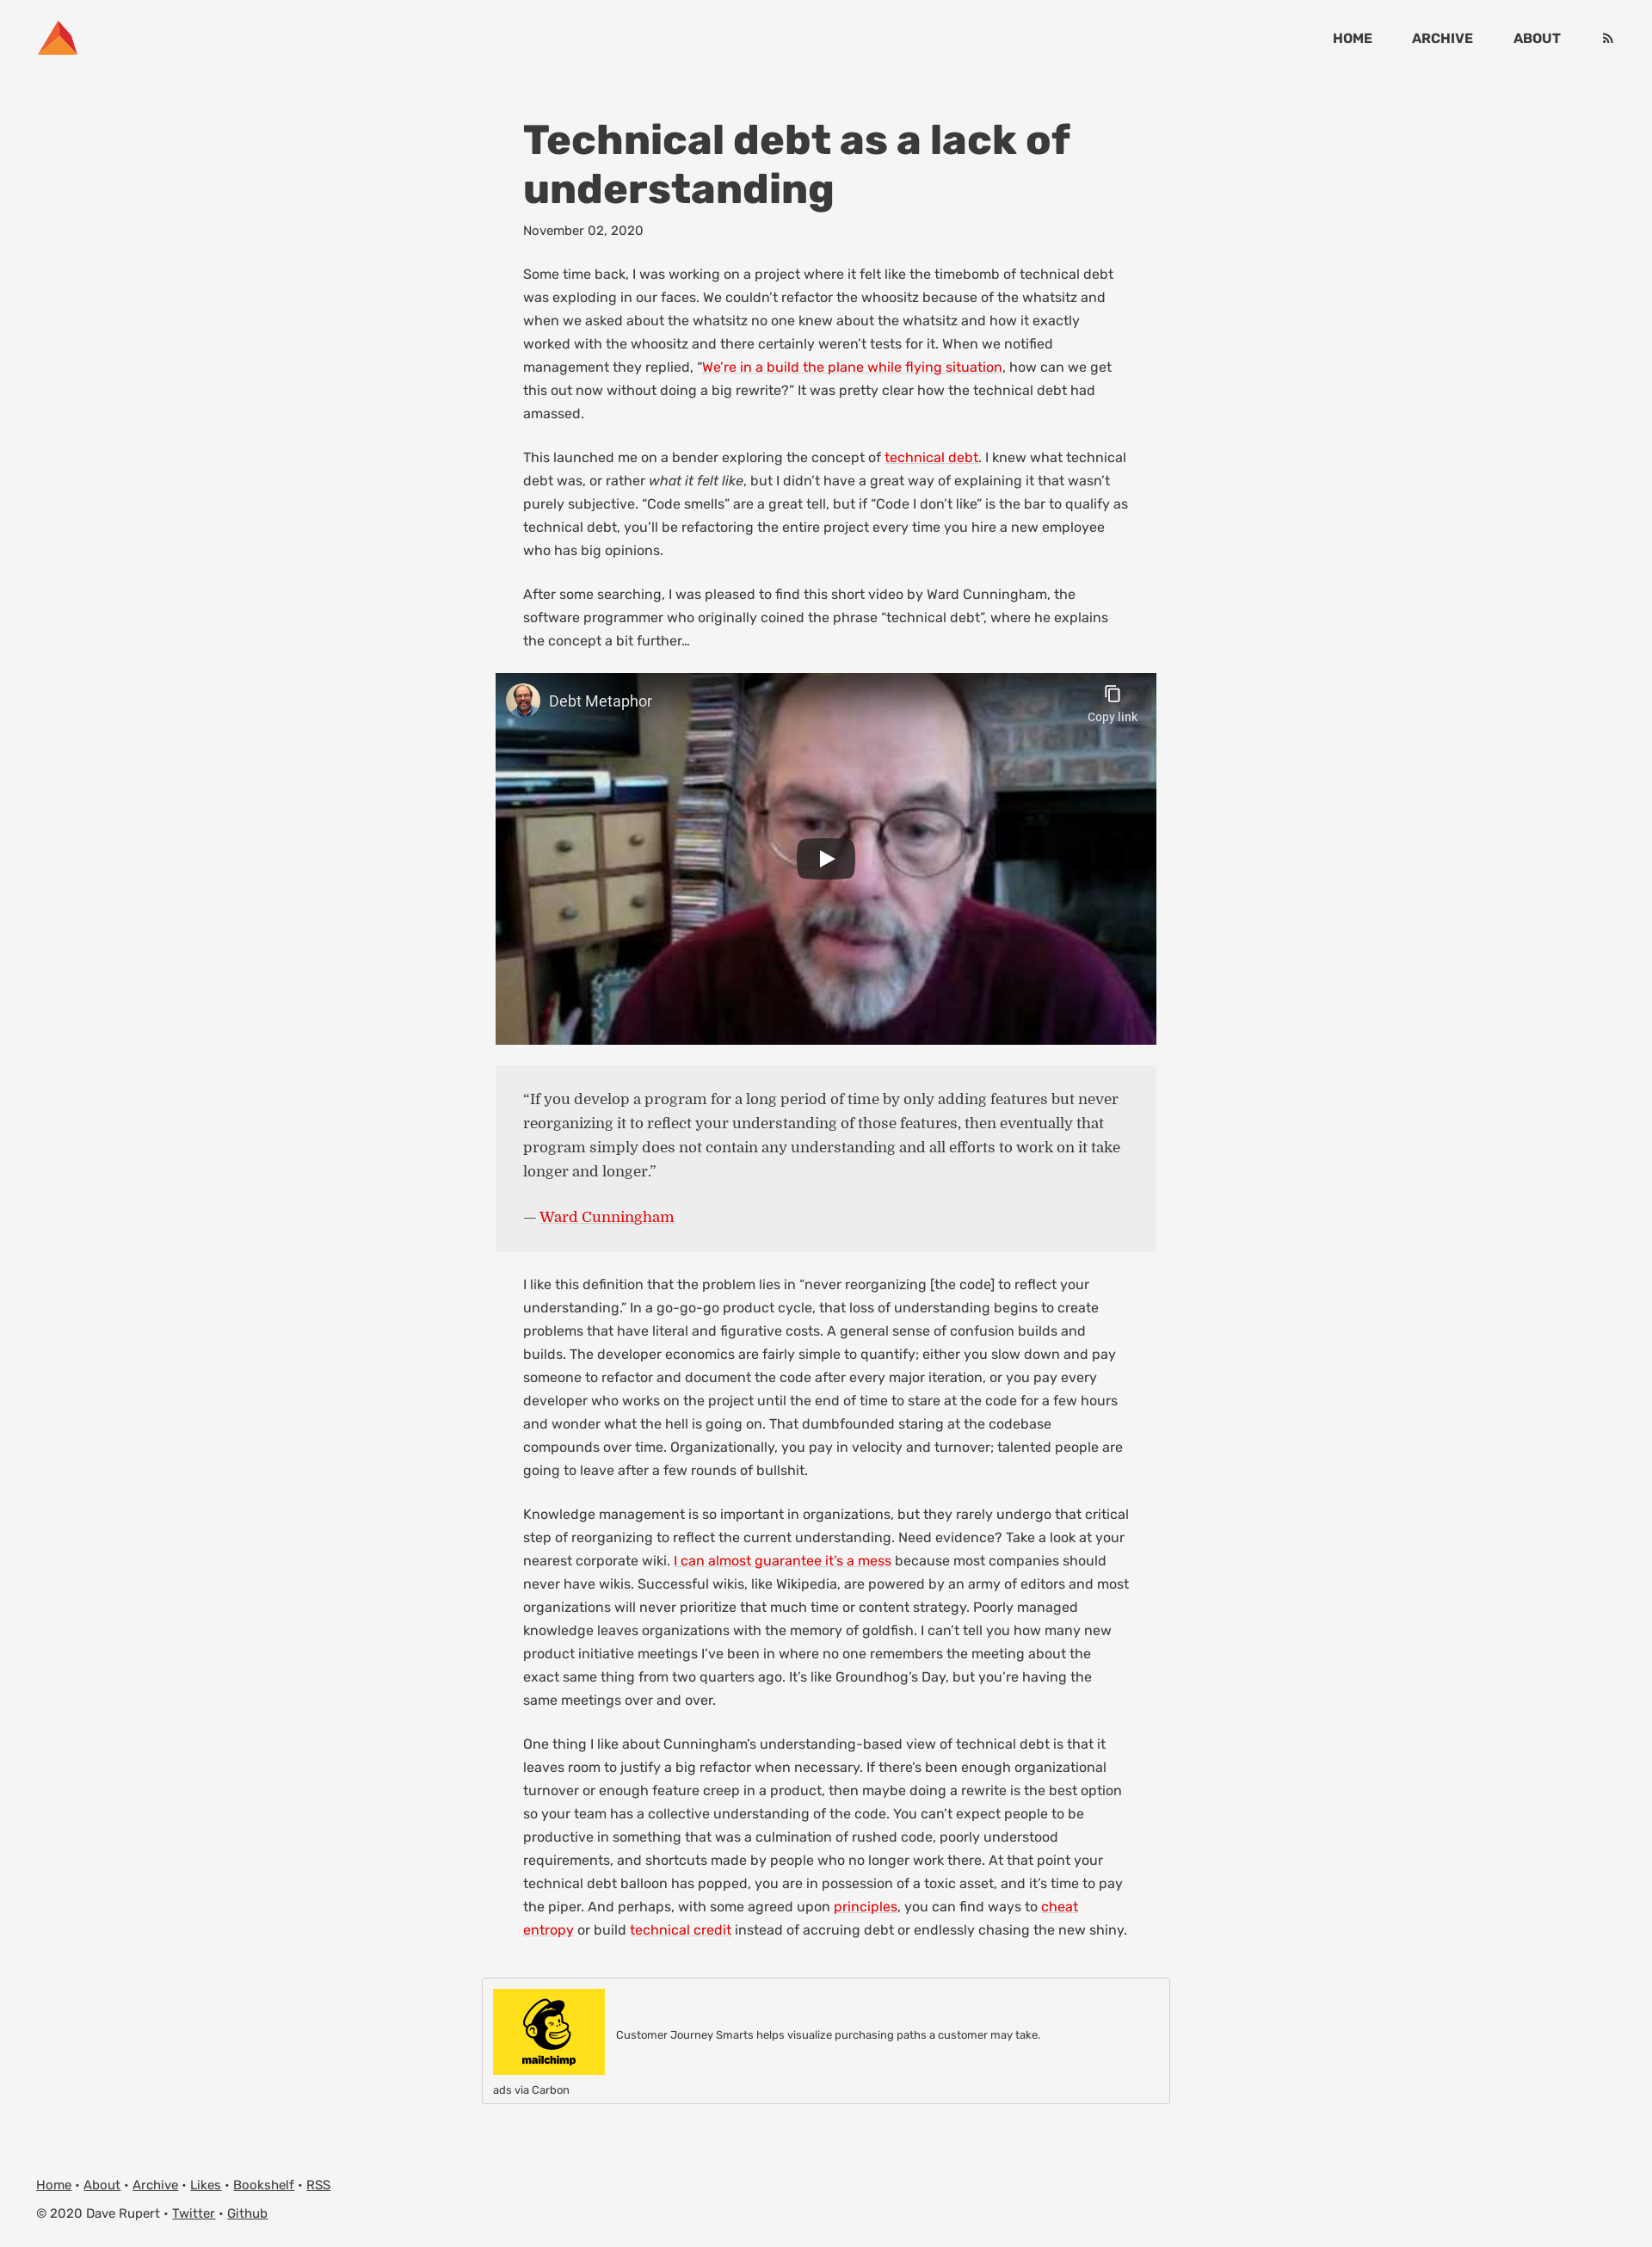 HOME ARCHIVE ABOUT
Technical debt as a lack of
understanding
November 02, 2020
Some time back, I was working on a project where it felt like the timebomb of technical debt
was exploding in our faces. We couldn’t refactor the whoositz because of the whatsitz and
when we asked about the whatsitz no one knew about the whatsitz and how it exactly
worked with the whoositz and there certainly weren’t tests for it. When we notified
management they replied, “We’re in a build the plane while flying situation, how can we get
this out now without doing a big rewrite?” It was pretty clear how the technical debt had
amassed.
This launched me on a bender exploring the concept of technical debt. I knew what technical
debt was, or rather what it felt like, but I didn’t have a great way of explaining it that wasn’t
purely subjective. “Code smells” are a great tell, but if “Code I don’t like” is the bar to qualify as
technical debt, you’ll be refactoring the entire project every time you hire a new employee
who has big opinions.
After some searching, I was pleased to find this short video by Ward Cunningham, the
software programmer who originally coined the phrase “technical debt”, where he explains
the concept a bit further…
Debt Metaphor
Copy link
“If you develop a program for a long period of time by only adding features but never
reorganizing it to reflect your understanding of those features, then eventually that
program simply does not contain any understanding and all efforts to work on it take
longer and longer.”
— Ward Cunningham
I like this definition that the problem lies in “never reorganizing [the code] to reflect your
understanding.” In a go-go-go product cycle, that loss of understanding begins to create
problems that have literal and figurative costs. A general sense of confusion builds and
builds. The developer economics are fairly simple to quantify; either you slow down and pay
someone to refactor and document the code after every major iteration, or you pay every
developer who works on the project until the end of time to stare at the code for a few hours
and wonder what the hell is going on. That dumbfounded staring at the codebase
compounds over time. Organizationally, you pay in velocity and turnover; talented people are
going to leave after a few rounds of bullshit.
Knowledge management is so important in organizations, but they rarely undergo that critical
step of reorganizing to reflect the current understanding. Need evidence? Take a look at your
nearest corporate wiki. I can almost guarantee it’s a mess because most companies should
never have wikis. Successful wikis, like Wikipedia, are powered by an army of editors and most
organizations will never prioritize that much time or content strategy. Poorly managed
knowledge leaves organizations with the memory of goldfish. I can’t tell you how many new
product initiative meetings I’ve been in where no one remembers the meeting about the
exact same thing from two quarters ago. It’s like Groundhog’s Day, but you’re having the
same meetings over and over.
One thing I like about Cunningham’s understanding-based view of technical debt is that it
leaves room to justify a big refactor when necessary. If there’s been enough organizational
turnover or enough feature creep in a product, then maybe doing a rewrite is the best option
so your team has a collective understanding of the code. You can’t expect people to be
productive in something that was a culmination of rushed code, poorly understood
requirements, and shortcuts made by people who no longer work there. At that point your
technical debt balloon has popped, you are in possession of a toxic asset, and it’s time to pay
the piper. And perhaps, with some agreed upon principles, you can find ways to cheat
entropy or build technical credit instead of accruing debt or endlessly chasing the new shiny.
mailchimp
Customer Journey Smarts helps visualize purchasing paths a customer may take.
ads via Carbon
Home • About • Archive • Likes • Bookshelf • RSS
© 2020 Dave Rupert • Twitter • Github